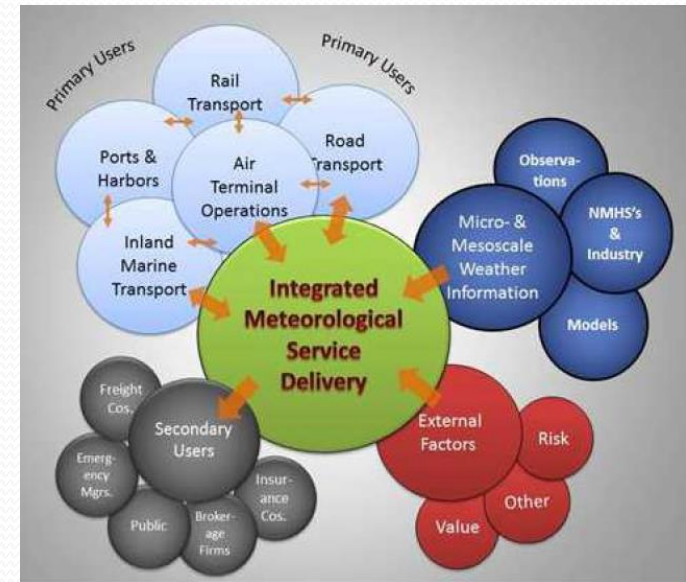 Primary Users
Primary Users
Rail
Transport
Ports &
Harbors
Air
Terminal
Operations
Road
Transport
Inland
Marine
Transport
Integrated
Meteorological
Service
Delivery
Observa-
tions
NMHS's
&
Industry
Micro- &
Mesoscale
Weather
Information
Models
Freight
Cos.
Secondary
Users
Emerg-
ency
Mgrs.
Public
Broker-
age
Firms
Insur-
ance
Cos.
External
Factors
Risk
Other
Value